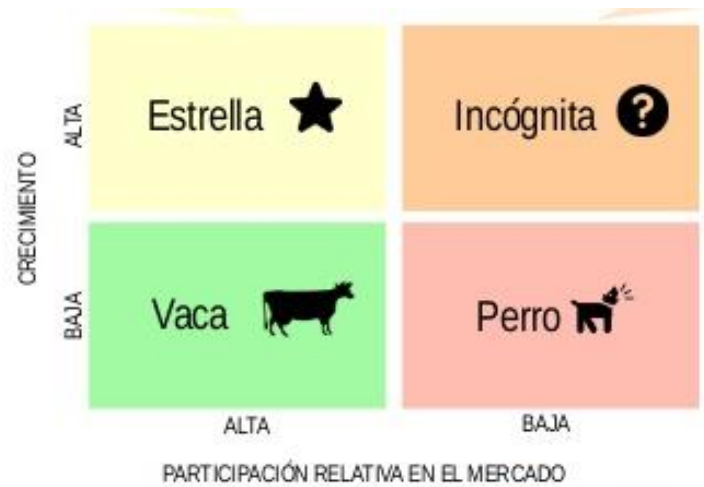 Estrella
Incógnita
?
ALTA
CRECIMIENTO
Vaca
Perro
BAJA
ALTA
BAJA
PARTICIPACIÓN RELATIVA EN EL MERCADO